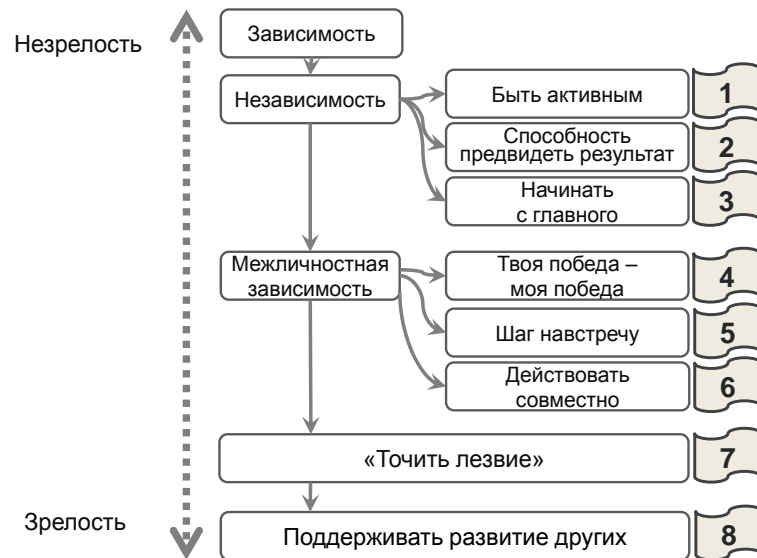 Незрелость
Зависимость
Независимость
Быть активным
1
Способность
предвидеть результат
2
Начинать
с главного
3
Межличностная
зависимость
Твоя победа –
моя победа
4
Шаг навстречу
5
Действовать
совместно
6
«Точить лезвие»
7
Зрелость
Поддерживать развитие других
8